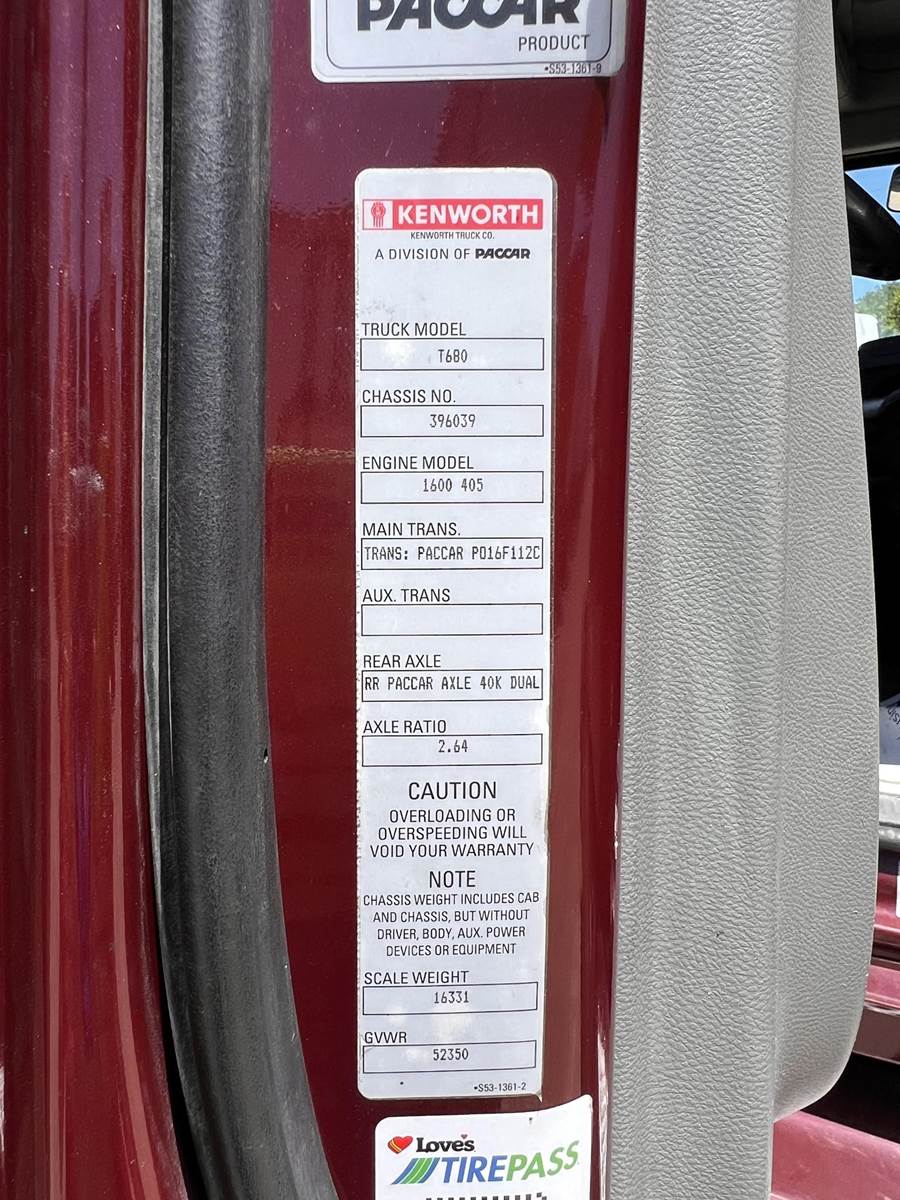 PACCAR
PRODUCT
•S53-1361-9
KENWORTH
KENWORTH TRUCK CO.
A DIVISION OF PACCAR
TRUCK MODEL
T680
CHASSIS NO.
396039
ENGINE MODEL
1600 405
MAIN TRANS.
TRANS: PACCAR PO16F112C
AUX. TRANS
REAR AXLE
RR PACCAR AXLE 40K DUAL
AXLE RATIO
2.64
CAUTION
OVERLOADING OR
OVERSPEEDING WILL
VOID YOUR WARRANTY
NOTE
CHASSIS WEIGHT INCLUDES CAB
AND CHASSIS, BUT WITHOUT
DRIVER, BODY, AUX. POWER
DEVICES OR EQUIPMENT
SCALE WEIGHT
16331
GVWR
52350
•S53-1361-2
Love's
TIREPASS